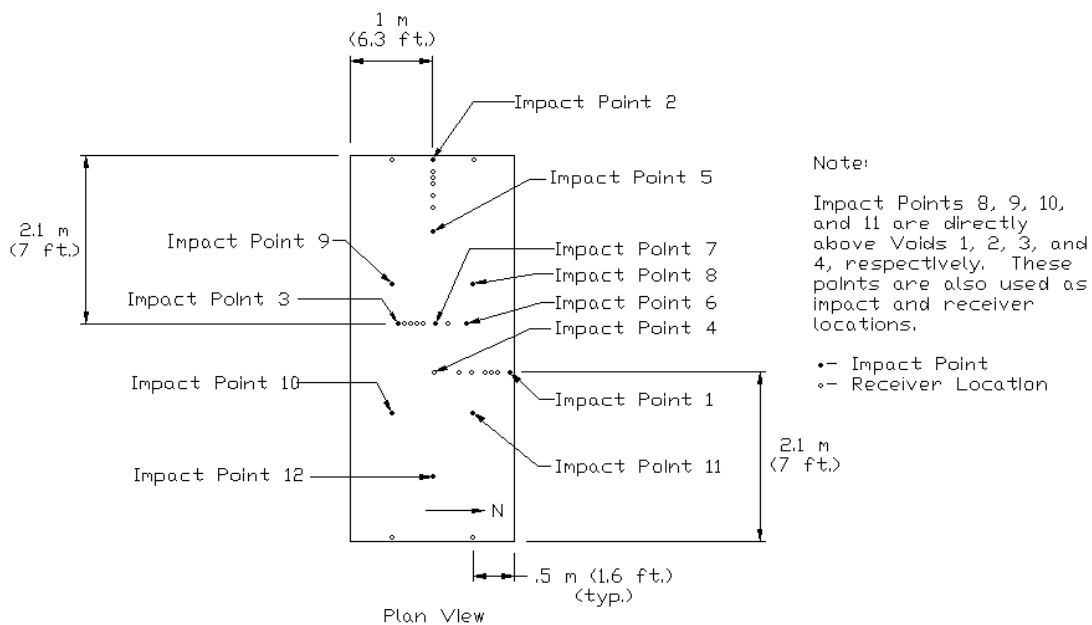 1 m
(6.3 ft.)
Impact Point 2
Impact Point 5
2.1 m
(7 ft.)
Impact Point 9
Impact Point 7
Impact Point 8
Impact Point 3
Impact Point 6
Impact Point 4
Impact Point 10
Impact Point 1
Impact Point 11
Impact Point 12
N
2.1 m
(7 ft.)
.5 m (1.6 ft.)
(typ.)
Plan View
Note:
Impact Points 8, 9, 10,
and 11 are directly
above Voids 1, 2, 3, and
4, respectively. These
points are also used as
impact and receiver
locations.
- Impact Point
- Receiver Location